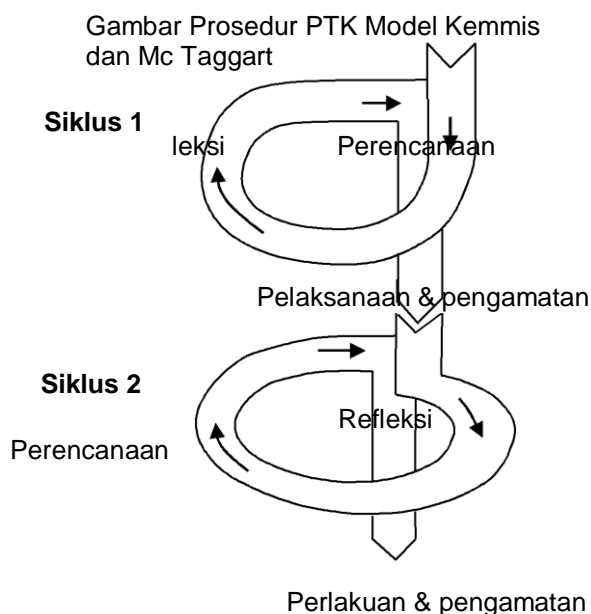 Gambar Prosedur PTK Model Kemmis
dan Mc Taggart
Siklus 1
leksi
Perencanaan
Pelaksanaan & pengamatan
Siklus 2
Refleksi
Perencanaan
Perlakuan & pengamatan